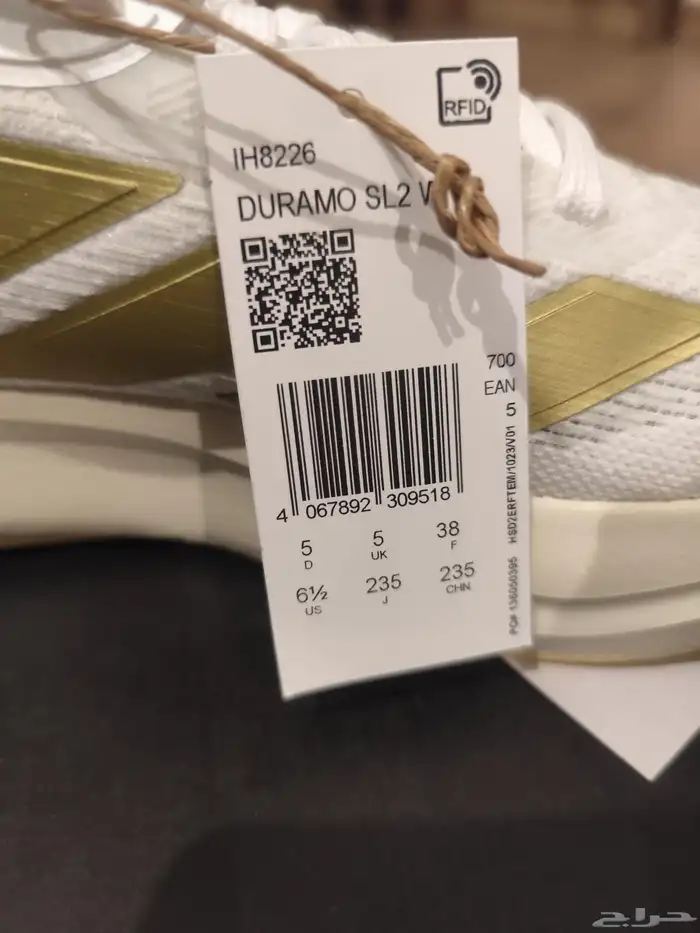 RFID
IH8226
DURAMO SL2
700
EAN
5
4 067892 309518
5 5 38
D UK F
6½ 235 235
US J CHN
PO# 136050395 HSD2ERFTEM/1023/V01
حراج